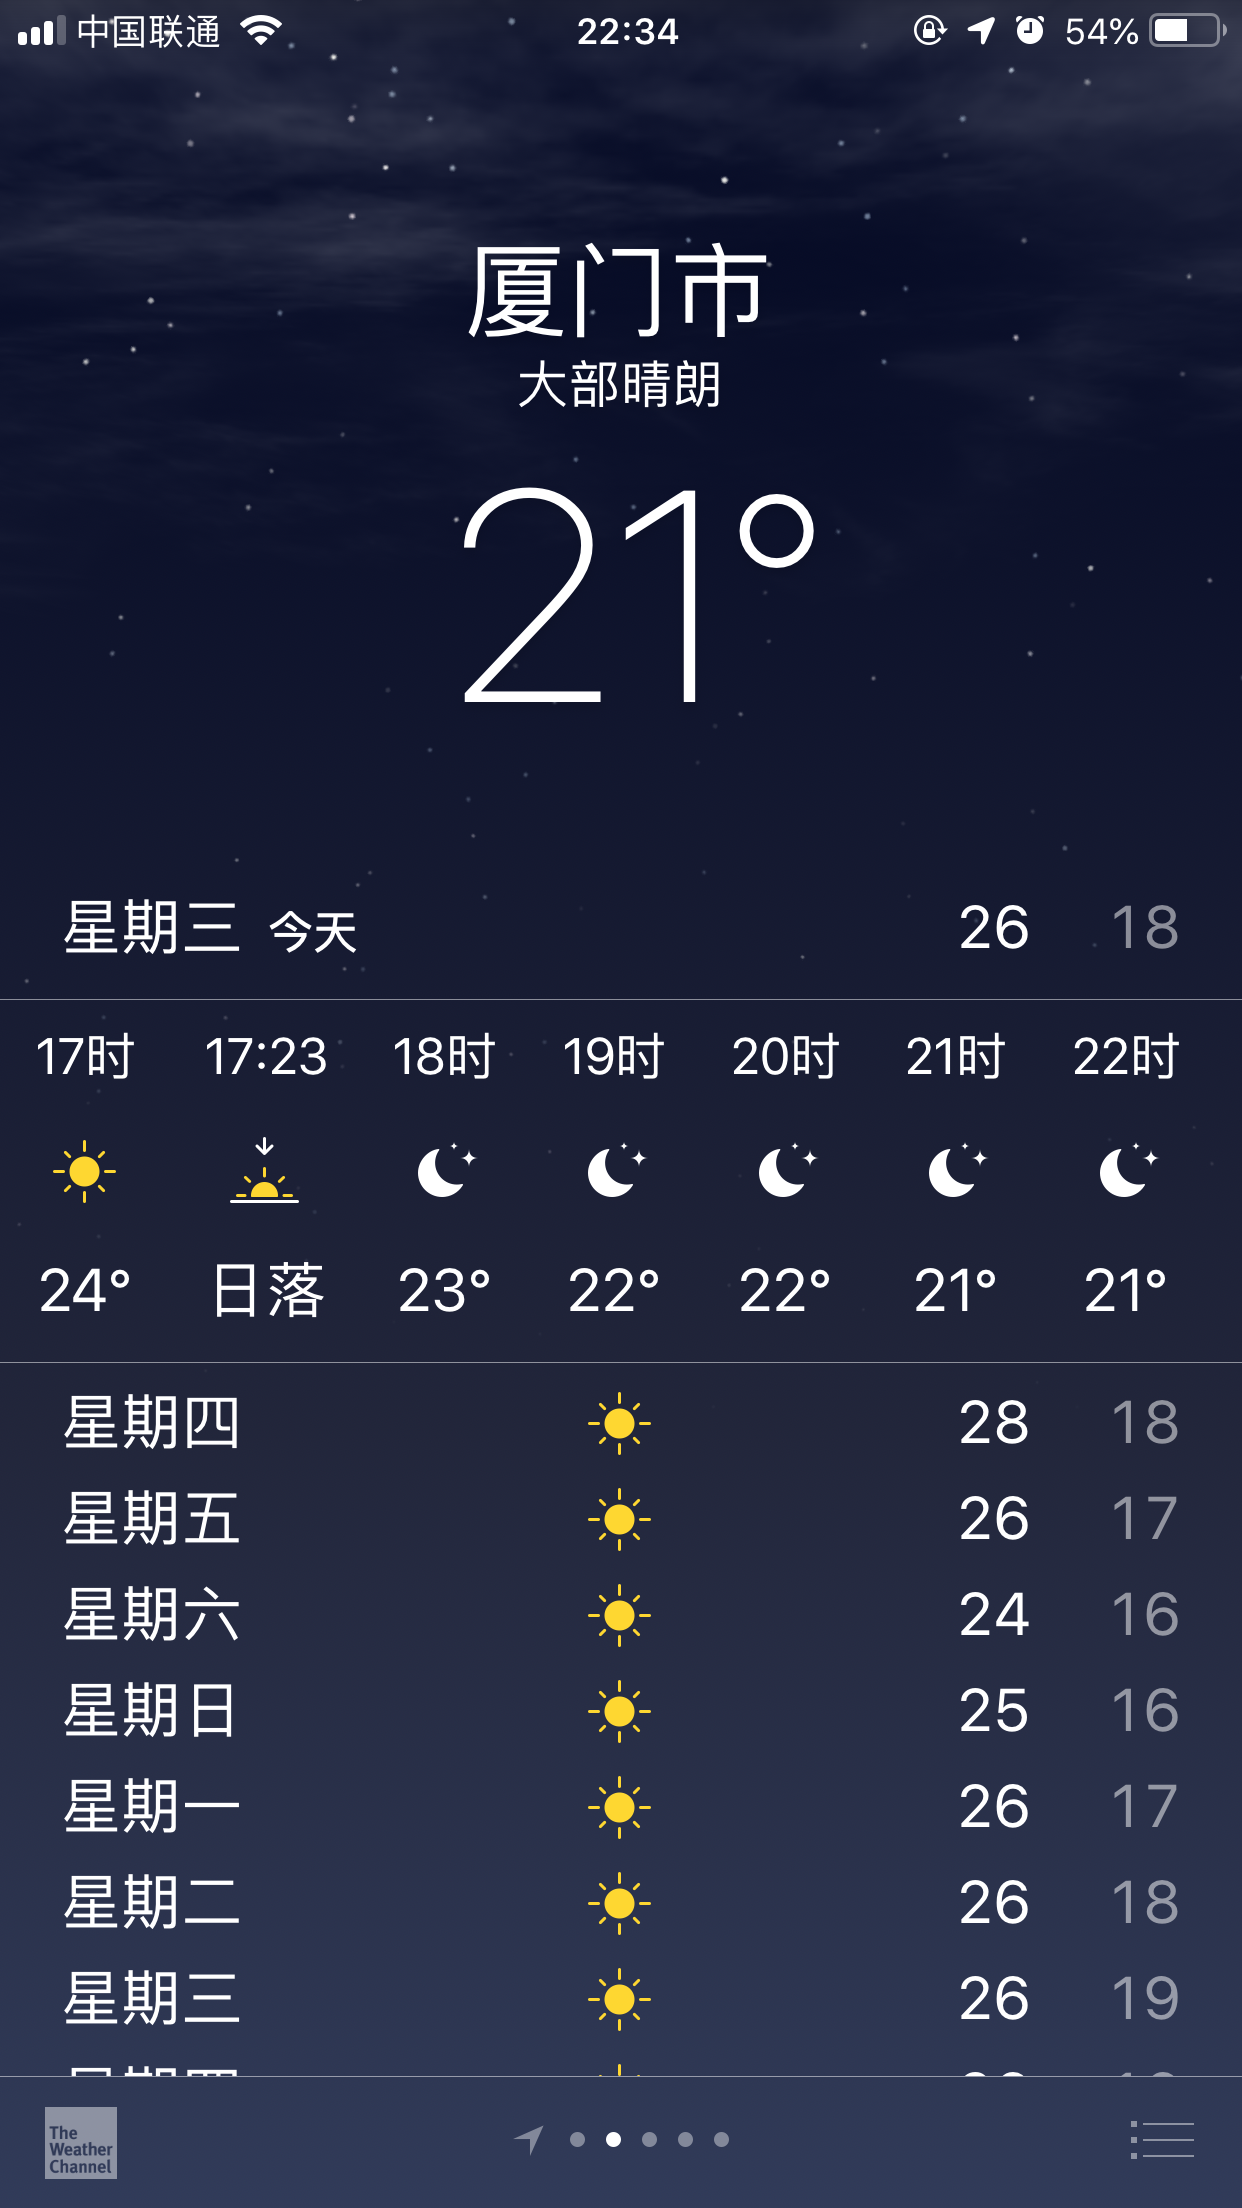 中国联通 22:34 54%
厦门市
大部晴朗
21°
星期三 今天 26 18
17时 17:23 18时 19时 20时 21时 22时
24° 日落 23° 22° 22° 21° 21°
星期四 28 18
星期五 26 17
星期六 24 16
星期日 25 16
星期一 26 17
星期二 26 18
星期三 26 19
The
Weather
Channel